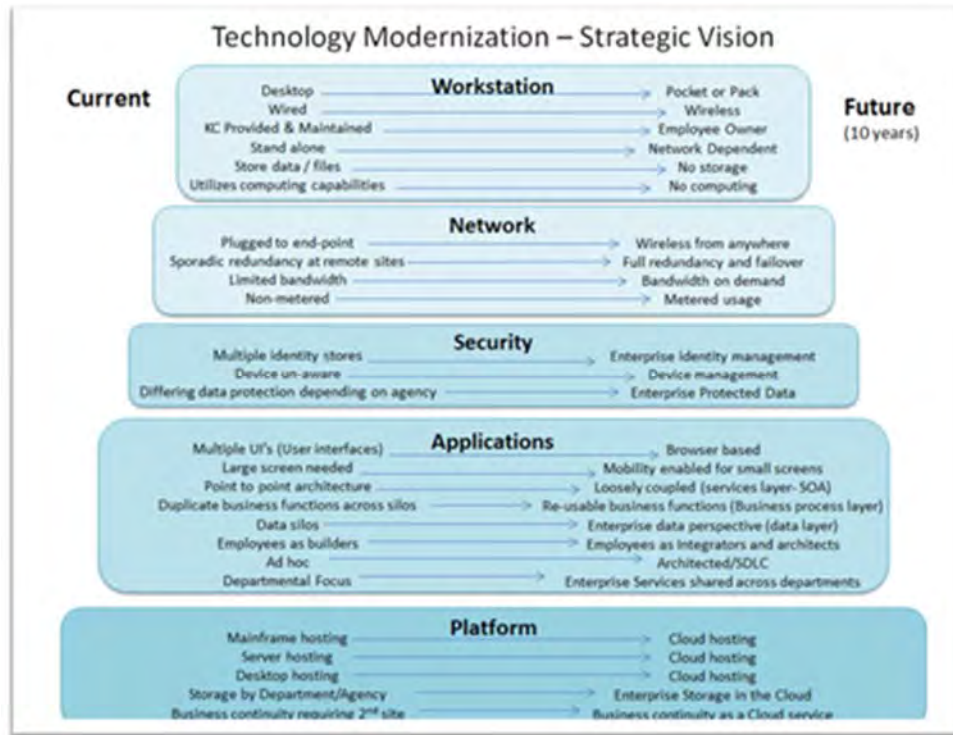 Technology Modernization – Strategic Vision
Current
Future
(10 years)
Workstation
Desktop Pocket or Pack
Wired Wireless
KC Provided & Maintained Employee Owner
Stand alone Network Dependent
Store data / files No storage
Utilizes computing capabilities No computing
Network
Plugged to end-point Wireless from anywhere
Sporadic redundancy at remote sites Full redundancy and failover
Limited bandwidth Bandwidth on demand
Non-metered Metered usage
Security
Multiple identity stores Enterprise identity management
Device un-aware Device management
Differing data protection depending on agency Enterprise Protected Data
Applications
Multiple UI's (User interfaces) Browser based
Large screen needed Mobility enabled for small screens
Point to point architecture Loosely coupled (services layer- SOA)
Duplicate business functions across silos Re-usable business functions (Business process layer)
Data silos Enterprise data perspective (data layer)
Employees as builders Employees as Integrators and architects
Ad hoc Architected/SDLC
Departmental Focus Enterprise Services shared across departments
Platform
Mainframe hosting Cloud hosting
Server hosting Cloud hosting
Desktop hosting Cloud hosting
Storage by Department/Agency Enterprise Storage in the Cloud
Business continuity requiring 2nd site Business continuity as a Cloud service